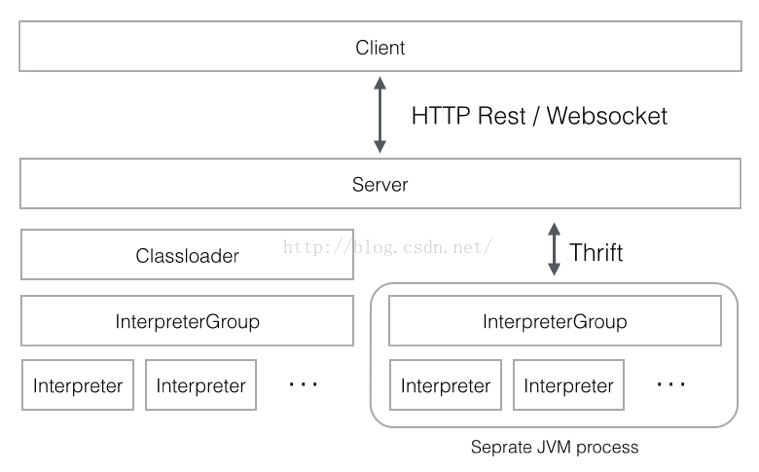 Client
HTTP Rest / Websocket
Server
http://blog.csdn.net/
Classloader
Thrift
InterpreterGroup
InterpreterGroup
Interpreter Interpreter ...
Interpreter Interpreter ...
Seprate JVM process